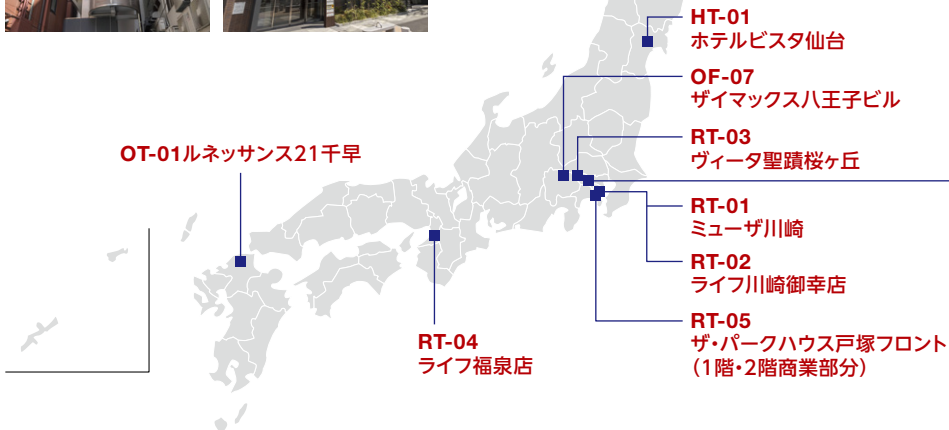 HT-01
ホテルビスタ仙台
OF-07
ザイマックス八王子ビル
RT-03
ヴィータ聖蹟桜ヶ丘
OT-01ルネッサンス21千早
RT-01
ミューザ川崎
RT-02
ライフ川崎御幸店
RT-05
ザ・パークハウス戸塚フロント
(1階・2階商業部分)
RT-04
ライフ福泉店